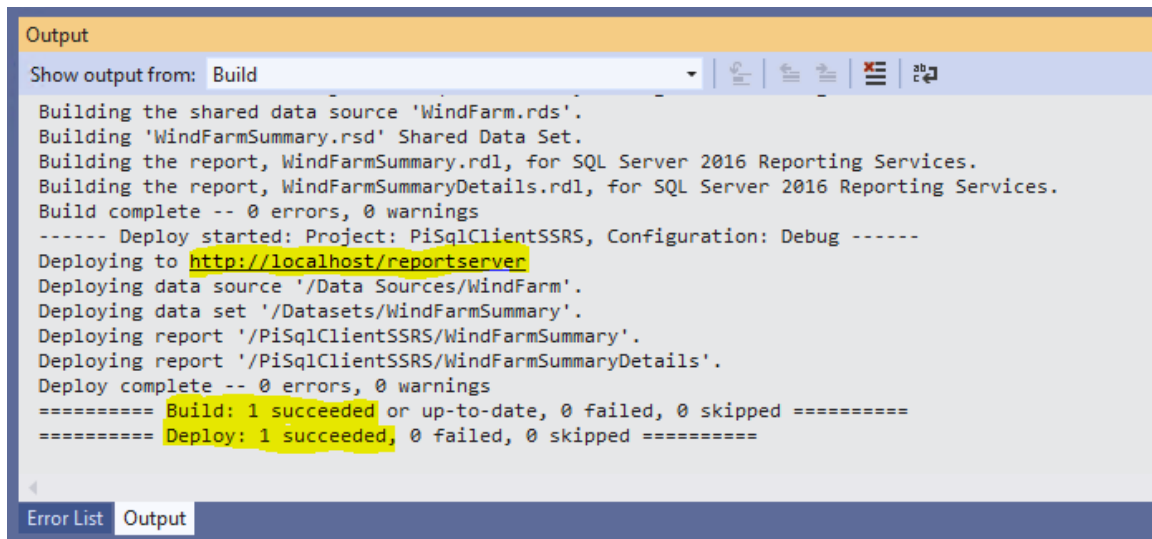 Output
Show output from: Build
Building the shared data source 'WindFarm.rds'.
Building 'WindFarmSummary.rsd' Shared Data Set.
Building the report, WindFarmSummary.rdl, for SQL Server 2016 Reporting Services.
Building the report, WindFarmSummaryDetails.rdl, for SQL Server 2016 Reporting Services.
Build complete -- 0 errors, 0 warnings
------ Deploy started: Project: PiSqlClientSSRS, Configuration: Debug ------
Deploying to http://localhost/reportserver
Deploying data source '/Data Sources/WindFarm'.
Deploying data set '/Datasets/WindFarmSummary'.
Deploying report '/PiSqlClientSSRS/WindFarmSummary'.
Deploying report '/PiSqlClientSSRS/WindFarmSummaryDetails'.
Deploy complete -- 0 errors, 0 warnings
========== Build: 1 succeeded or up-to-date, 0 failed, 0 skipped ==========
========== Deploy: 1 succeeded, 0 failed, 0 skipped ==========
Error List Output